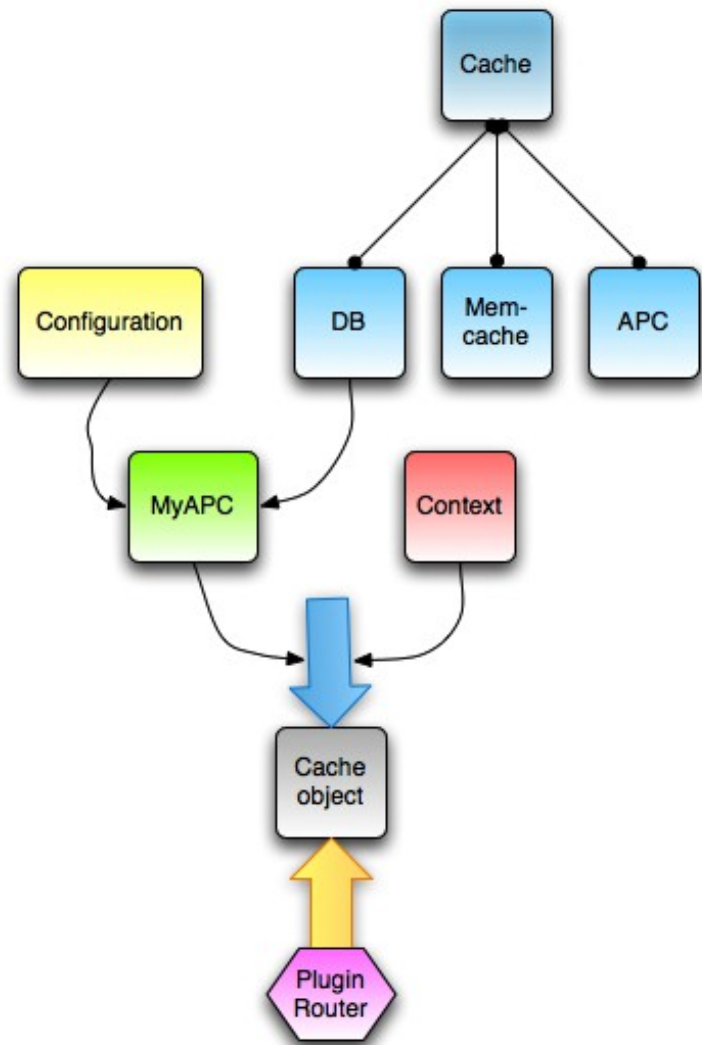 Cache
Configuration
DB
Mem-
cache
APC
MyAPC
Context
Cache
object
Plugin
Router